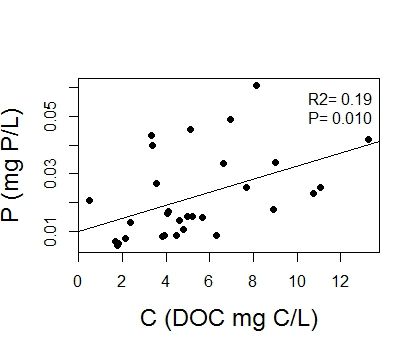 R2= 0.19
P= 0.010
P (mg P/L)
0.05
0.03
0.01
0 2 4 6 8 10 12
C (DOC mg C/L)